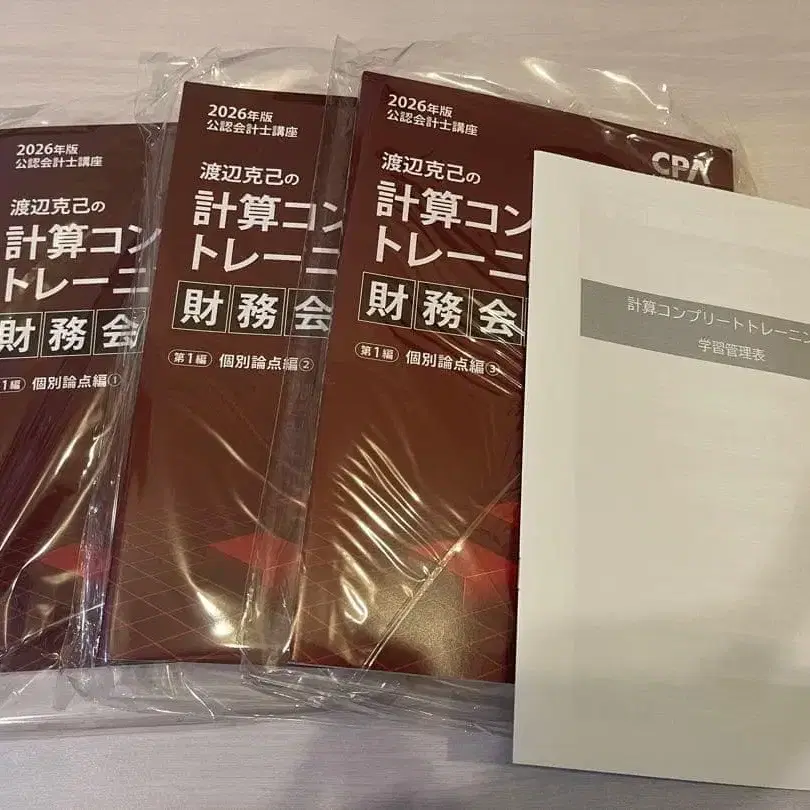 2026年版
公認会計士講座
渡辺克己の
計算コン
トレーニ
財務会
第1編 個別論点編①
2026年版
公認会計士講座
渡辺克己の
計算コン
トレーニ
財務会
第1編 個別論点編②
2026年版
公認会計士講座
CPA
渡辺克己の
計算コン
トレーニ
財務会
第1編 個別論点編③
計算コンプリートトレーニン
学習管理表